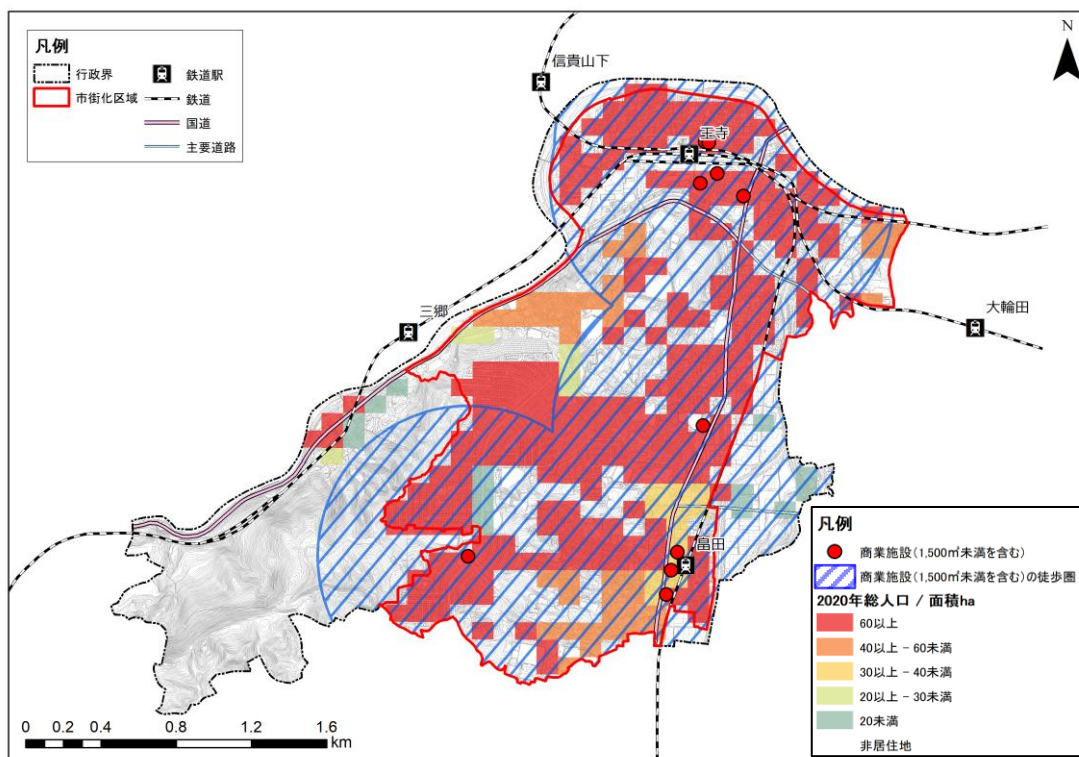 凡例
行政界
市街化区域
鉄道駅
鉄道
国道
主要道路
N
信貴山下
王寺
三郷
大輪田
畠田
凡例
商業施設(1,500㎡未満を含む)
商業施設(1,500㎡未満を含む)の徒歩圏
2020年総人口 / 面積ha
60以上
40以上 - 60未満
30以上 - 40未満
20以上 - 30未満
20未満
非居住地
0 0.2 0.4 0.8 1.2 1.6
km